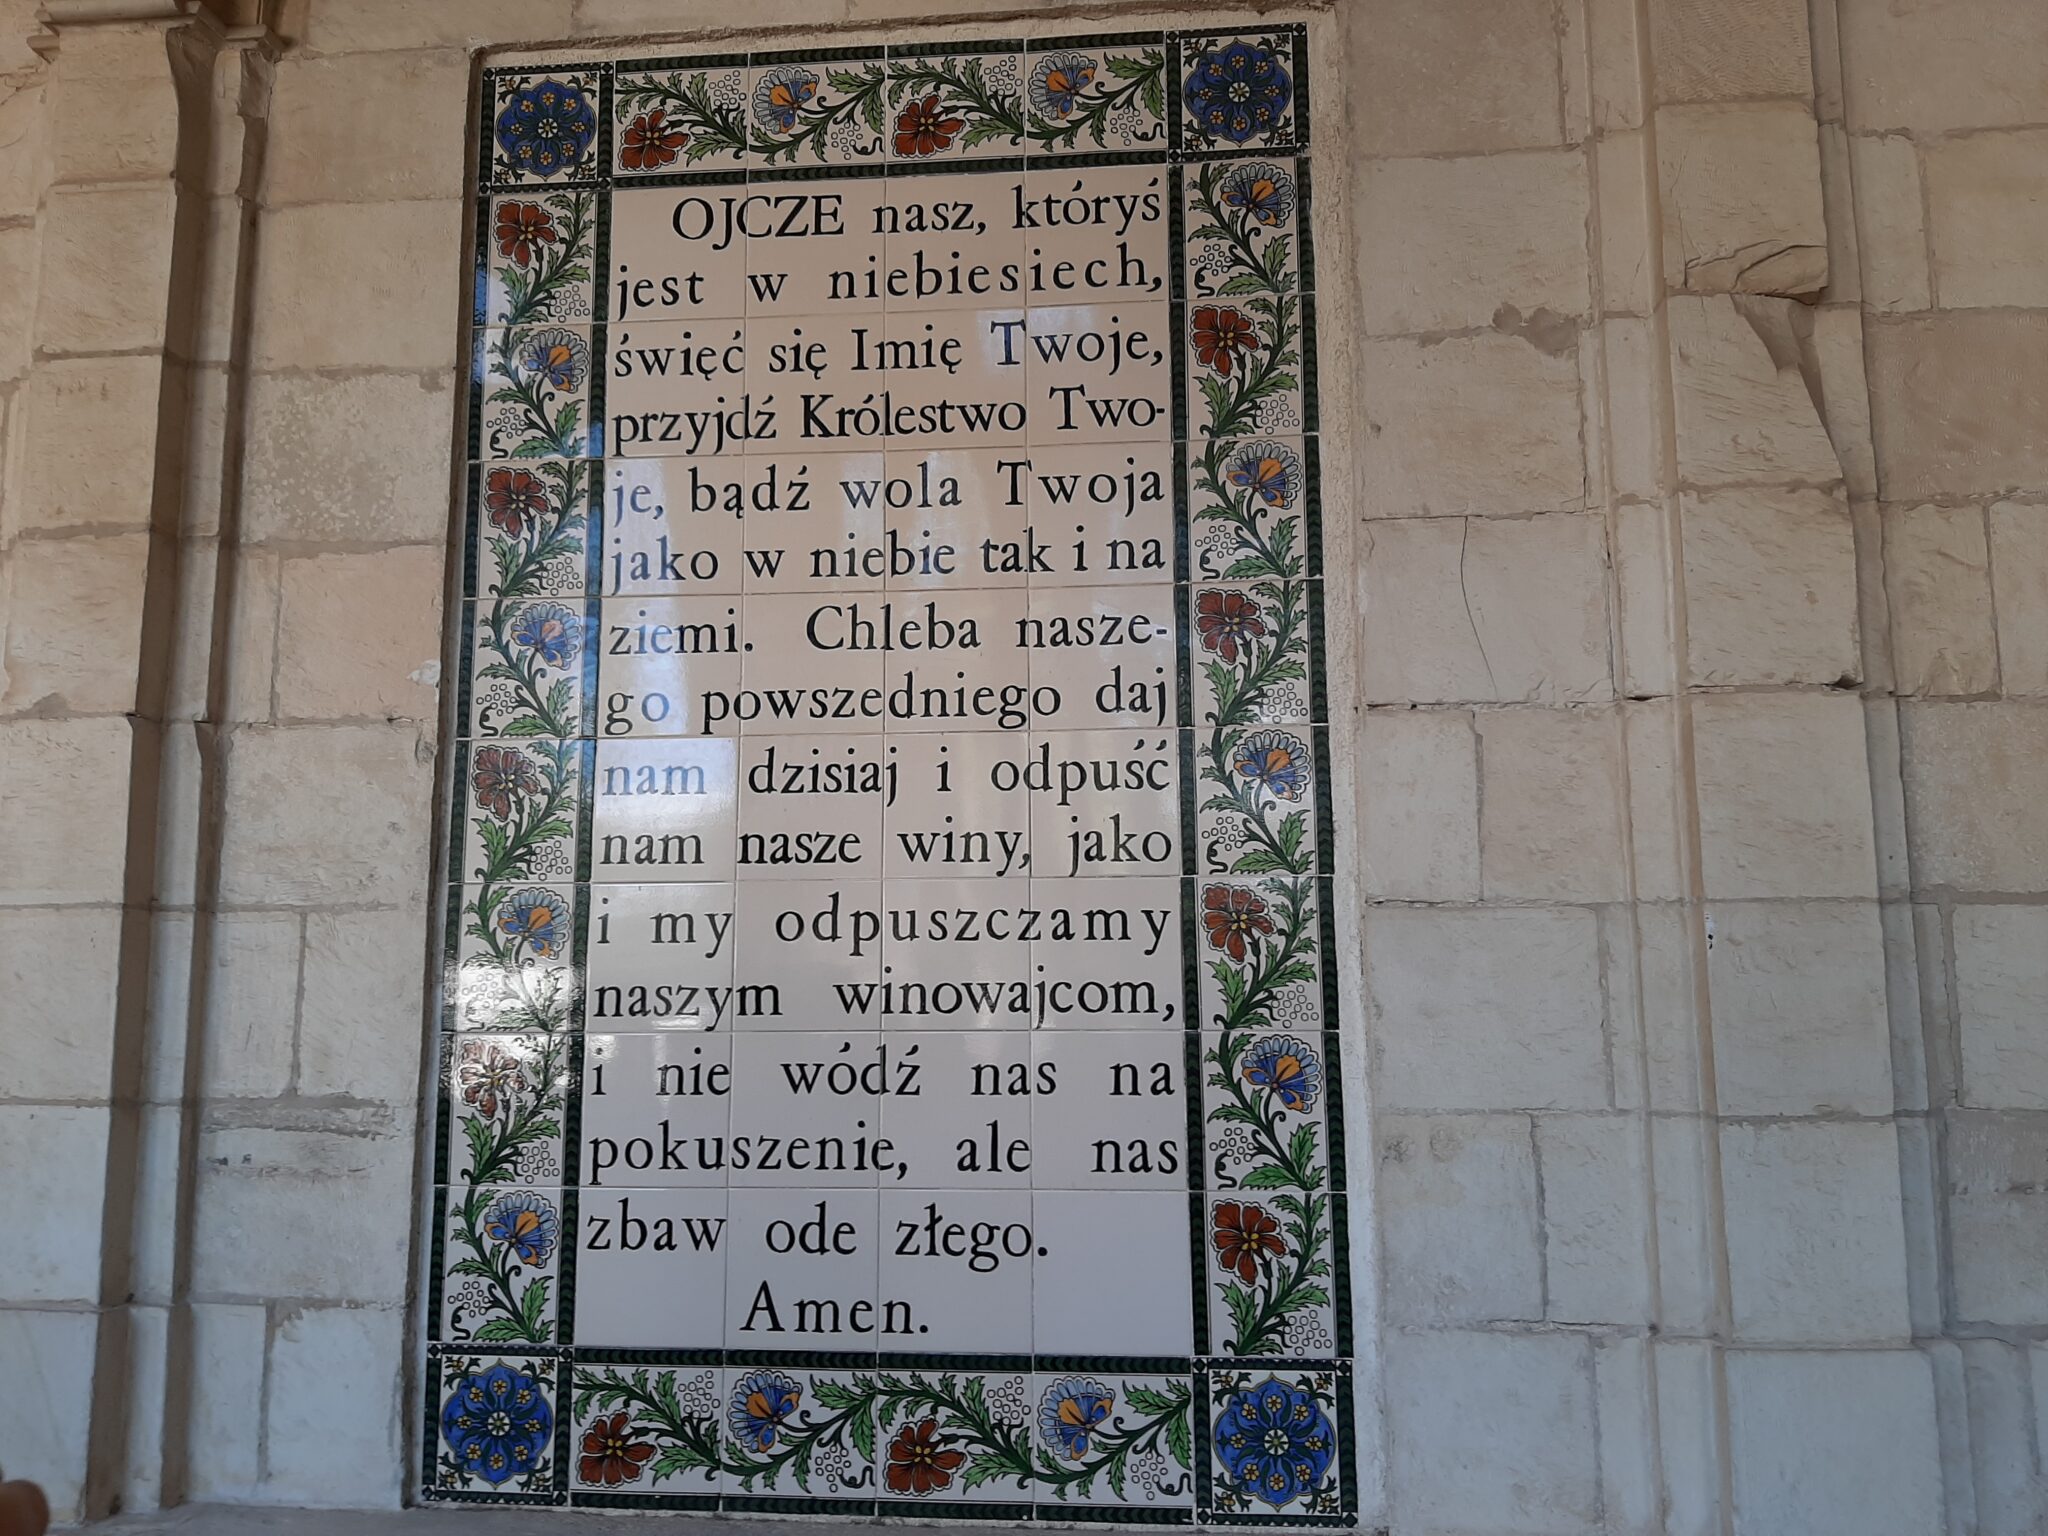 OJCZE nasz, któryś
jest w niebiesiech,
święć się Imię Twoje,
przyjdź Królestwo Two-
je, bądź wola Twoja
jako w niebie tak i na
ziemi. Chleba nasze-
go powszedniego daj
nam dzisiaj i odpuść
nam nasze winy, jako
i my odpuszczamy
naszym winowajcom,
i nie wódź nas na
pokuszenie, ale nas
zbaw ode złego.
Amen.